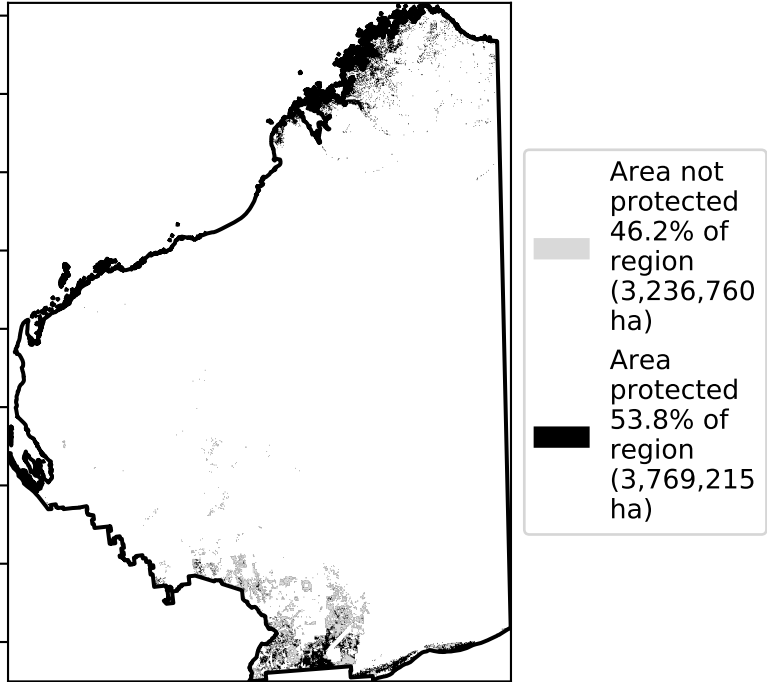 Area not
protected
46.2% of
region
(3,236,760
ha)
Area
protected
53.8% of
region
(3,769,215
ha)